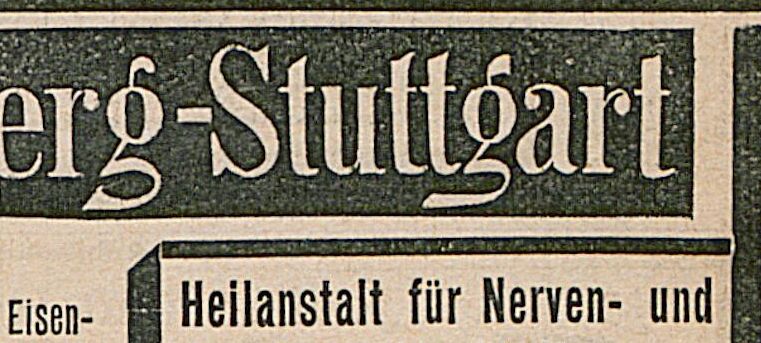 erg-Stuttgart
Eisen-
Heilanstalt für Nerven- und